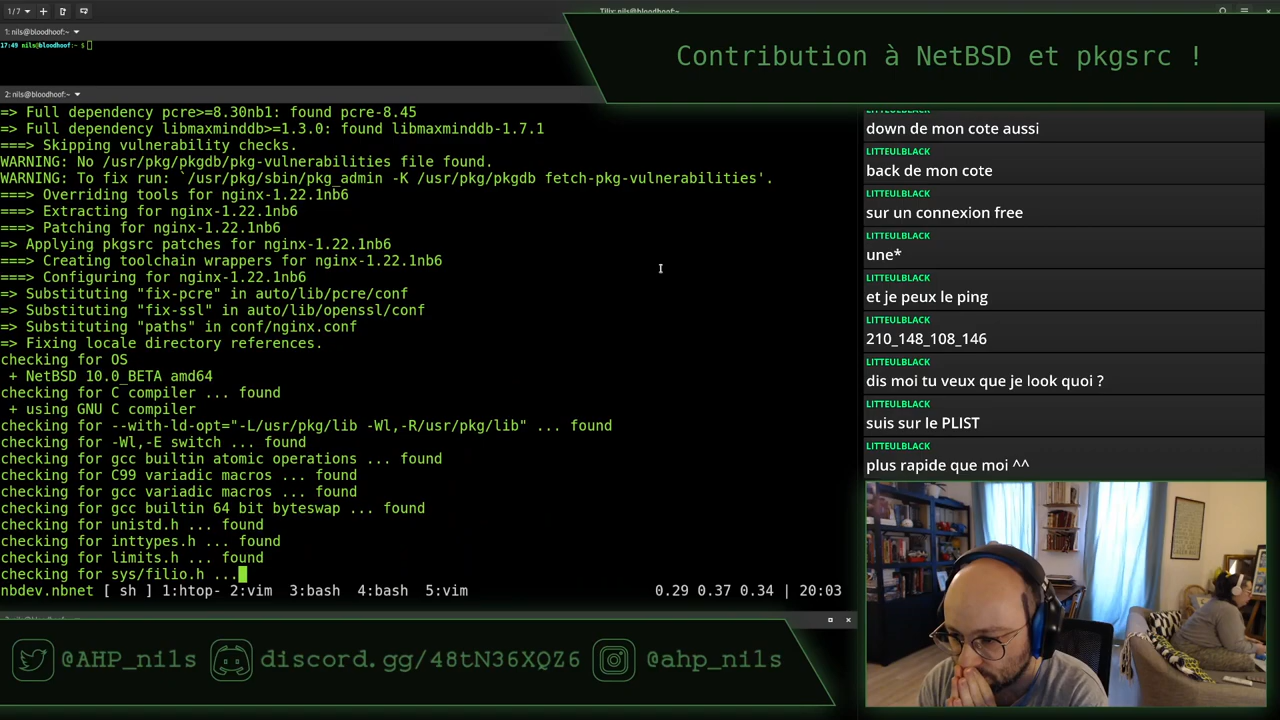 1/7
Tilix: nils@bloodhoof:~
1: nils@bloodhoof:~
17:49 nils@bloodhoof:~ $
Contribution à NetBSD et pkgsrc !
2: nils@bloodhoof:~
=> Full dependency pcre>=8.30nb1: found pcre-8.45
=> Full dependency libmaxminddb>=1.3.0: found libmaxminddb-1.7.1
===> Skipping vulnerability checks.
WARNING: No /usr/pkg/pkgdb/pkg-vulnerabilities file found.
WARNING: To fix run: `/usr/pkg/sbin/pkg_admin -K /usr/pkg/pkgdb fetch-pkg-vulnerabilities'.
===> Overriding tools for nginx-1.22.1nb6
===> Extracting for nginx-1.22.1nb6
===> Patching for nginx-1.22.1nb6
=> Applying pkgsrc patches for nginx-1.22.1nb6
===> Creating toolchain wrappers for nginx-1.22.1nb6
===> Configuring for nginx-1.22.1nb6
=> Substituting "fix-pcre" in auto/lib/pcre/conf
=> Substituting "fix-ssl" in auto/lib/openssl/conf
=> Substituting "paths" in conf/nginx.conf
=> Fixing locale directory references.
checking for OS
 + NetBSD 10.0_BETA amd64
checking for C compiler ... found
 + using GNU C compiler
checking for --with-ld-opt="-L/usr/pkg/lib -Wl,-R/usr/pkg/lib" ... found
checking for -Wl,-E switch ... found
checking for gcc builtin atomic operations ... found
checking for C99 variadic macros ... found
checking for gcc variadic macros ... found
checking for gcc builtin 64 bit byteswap ... found
checking for unistd.h ... found
checking for inttypes.h ... found
checking for limits.h ... found
checking for sys/filio.h ...
nbdev.nbnet [ sh ] 1:htop- 2:vim  3:bash  4:bash  5:vim 0.29 0.37 0.34 | 20:03
down de mon cote aussi
LITTEULBLACK
back de mon cote
LITTEULBLACK
sur un connexion free
LITTEULBLACK
une*
LITTEULBLACK
et je peux le ping
LITTEULBLACK
210_148_108_146
LITTEULBLACK
dis moi tu veux que je look quoi ?
LITTEULBLACK
suis sur le PLIST
LITTEULBLACK
plus rapide que moi ^^
@AHP_nils
discord.gg/48tN36XQZ6
@ahp_nils